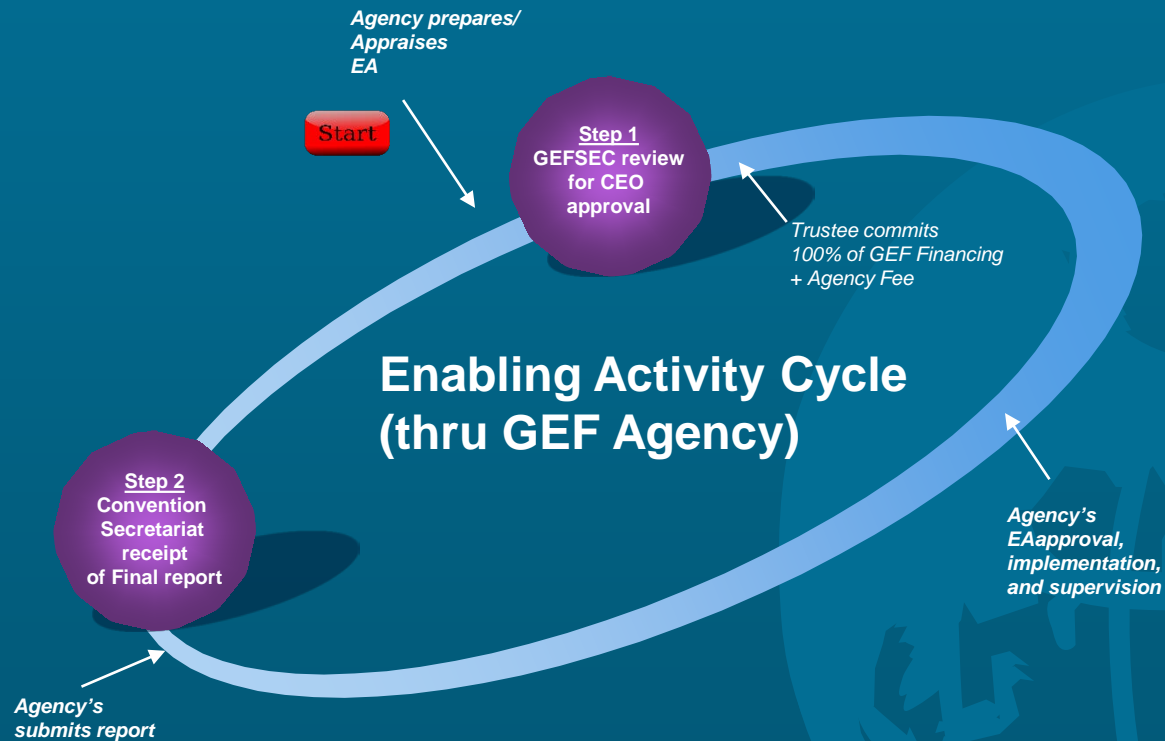 Agency prepares/
Appraises
EA
Start
Step 1
GEFSEC review
for CEO
approval
Trustee commits
100% of GEF Financing
+ Agency Fee
Enabling Activity Cycle
(thru GEF Agency)
Step 2
Convention
Secretariat
receipt
of Final report
Agency’s
EAapproval,
implementation,
and supervision
Agency’s
submits report